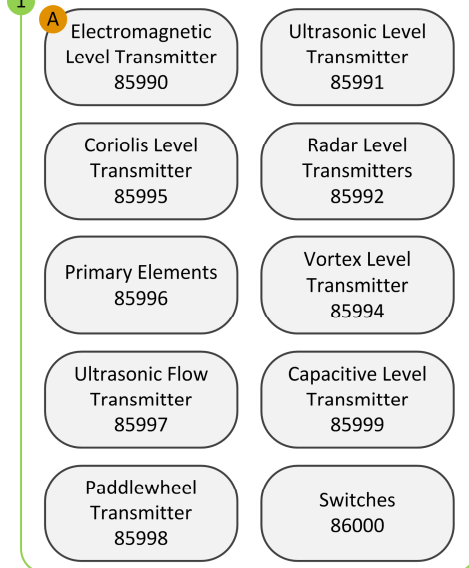 1
A
Electromagnetic
Level Transmitter
85990
Ultrasonic Level
Transmitter
85991
Coriolis Level
Transmitter
85995
Radar Level
Transmitters
85992
Primary Elements
85996
Vortex Level
Transmitter
85994
Ultrasonic Flow
Transmitter
85997
Capacitive Level
Transmitter
85999
Paddlewheel
Transmitter
85998
Switches
86000